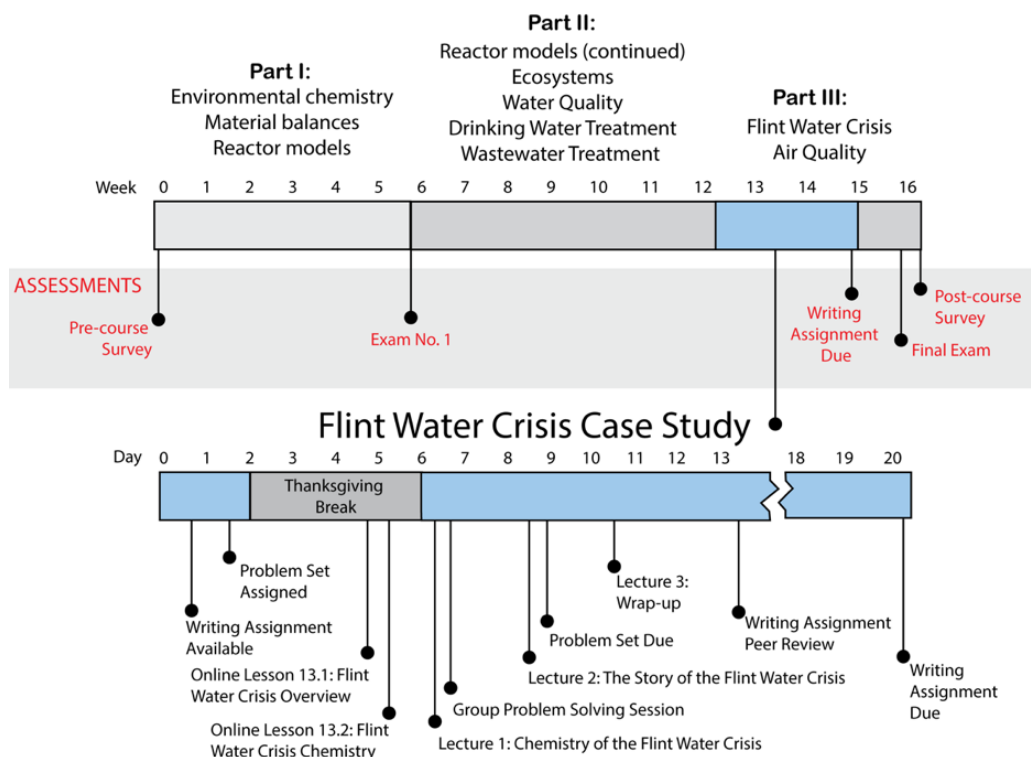 Part I:
Environmental chemistry
Material balances
Reactor models
Part II:
Reactor models (continued)
Ecosystems
Water Quality
Drinking Water Treatment
Wastewater Treatment
Part III:
Flint Water Crisis
Air Quality
Week 0 1 2 3 4 5 6 7 8 9 10 11 12 13 14 15 16
ASSESSMENTS
Pre-course
Survey
Exam No. 1
Writing
Assignment
Due
Post-course
Survey
Final Exam
Flint Water Crisis Case Study
Day 0 1 2 3 4 5 6 7 8 9 10 11 12 13 18 19 20
Thanksgiving
Break
Problem Set
Assigned
Writing Assignment
Available
Online Lesson 13.1: Flint
Water Crisis Overview
Online Lesson 13.2: Flint
Water Crisis Chemistry
Lecture 3:
Wrap-up
Problem Set Due
Lecture 2: The Story of the Flint Water Crisis
Group Problem Solving Session
Lecture 1: Chemistry of the Flint Water Crisis
Writing Assignment
Peer Review
Writing
Assignment
Due